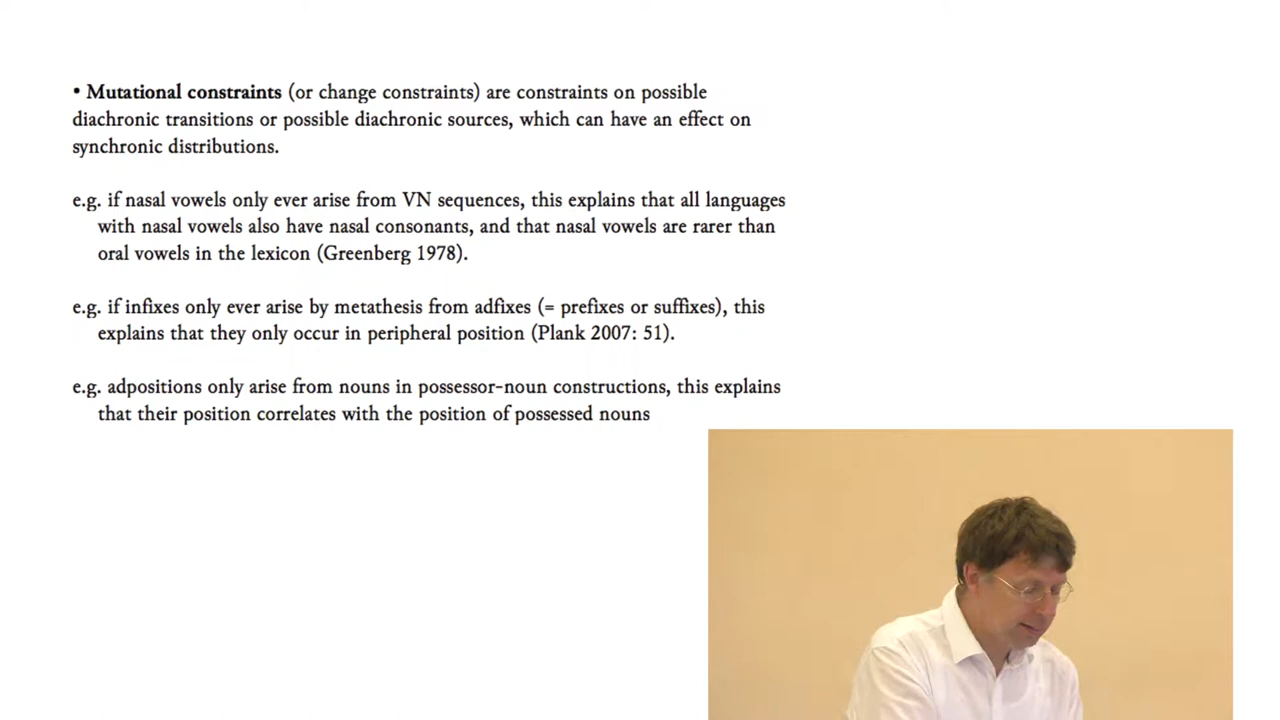 • Mutational constraints (or change constraints) are constraints on possible
diachronic transitions or possible diachronic sources, which can have an effect on
synchronic distributions.
e.g. if nasal vowels only ever arise from VN sequences, this explains that all languages
with nasal vowels also have nasal consonants, and that nasal vowels are rarer than
oral vowels in the lexicon (Greenberg 1978).
e.g. if infixes only ever arise by metathesis from adfixes (= prefixes or suffixes), this
explains that they only occur in peripheral position (Plank 2007: 51).
e.g. adpositions only arise from nouns in possessor-noun constructions, this explains
that their position correlates with the position of possessed nouns